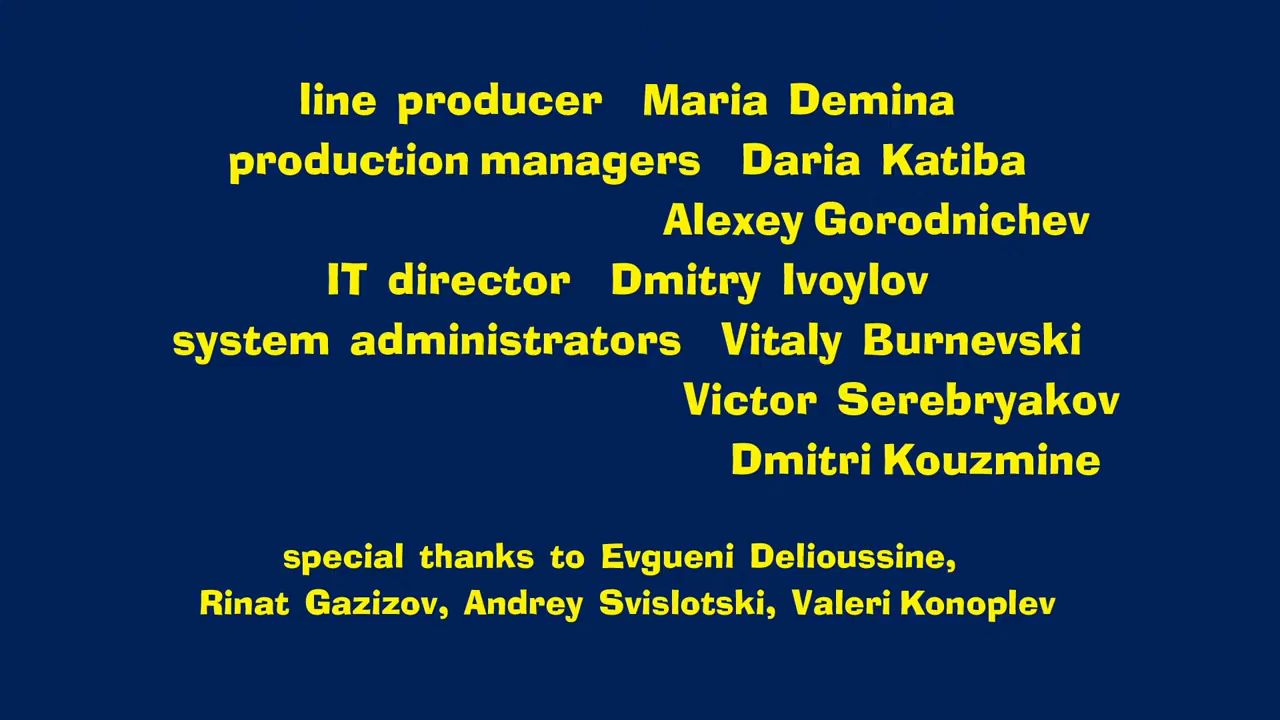 line producer Maria Demina
production managers Daria Katiba
Alexey Gorodnichev
IT director Dmitry Ivoylov
system administrators Vitaly Burnevski
Victor Serebryakov
Dmitri Kouzmine
special thanks to Evgueni Delioussine,
Rinat Gazizov, Andrey Svislotski, Valeri Konoplev